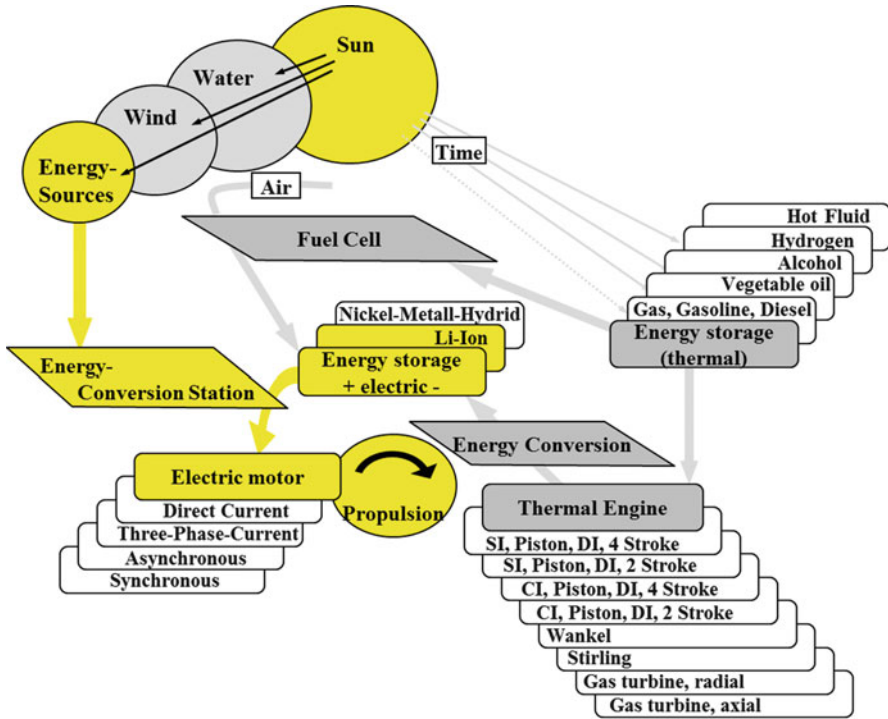 Sun
Water
Wind
Energy-
Sources
Time
Air
Fuel Cell
Hot Fluid
Hydrogen
Alcohol
Vegetable oil
Gas, Gasoline, Diesel
Energy storage
(thermal)
Nickel-Metall-Hydrid
Li-Ion
Energy storage
+ electric -
Energy-
Conversion Station
Energy Conversion
Electric motor
Direct Current
Three-Phase-Current
Asynchronous
Synchronous
Propulsion
Thermal Engine
SI, Piston, DI, 4 Stroke
SI, Piston, DI, 2 Stroke
CI, Piston, DI, 4 Stroke
CI, Piston, DI, 2 Stroke
Wankel
Stirling
Gas turbine, radial
Gas turbine, axial